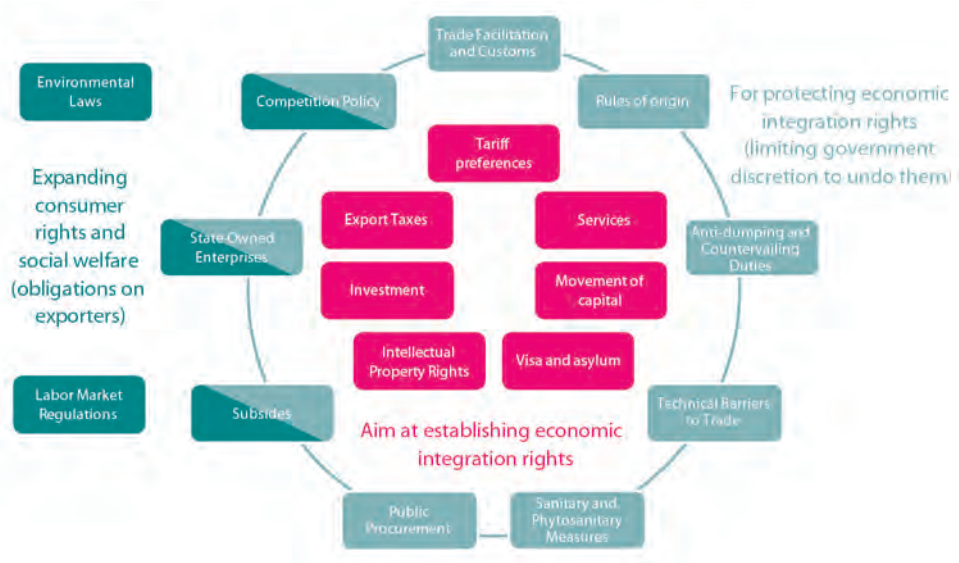 Trade Facilitation
and Customs
Environmental
Laws
Competition Policy
Rules of origin
For protecting economic
integration rights
(limiting government
discretion to undo them)
Tariff
preferences
Expanding
consumer
rights and
social welfare
(obligations on
exporters)
Export Taxes
Services
State Owned
Enterprises
Anti-dumping and
Countervailing
Duties
Investment
Movement of
capital
Intellectual
Property Rights
Visa and asylum
Labor Market
Regulations
Subsides
Technical Barriers
to Trade
Aim at establishing economic
integration rights
Public
Procurement
Sanitary and
Phytosanitary
Measures